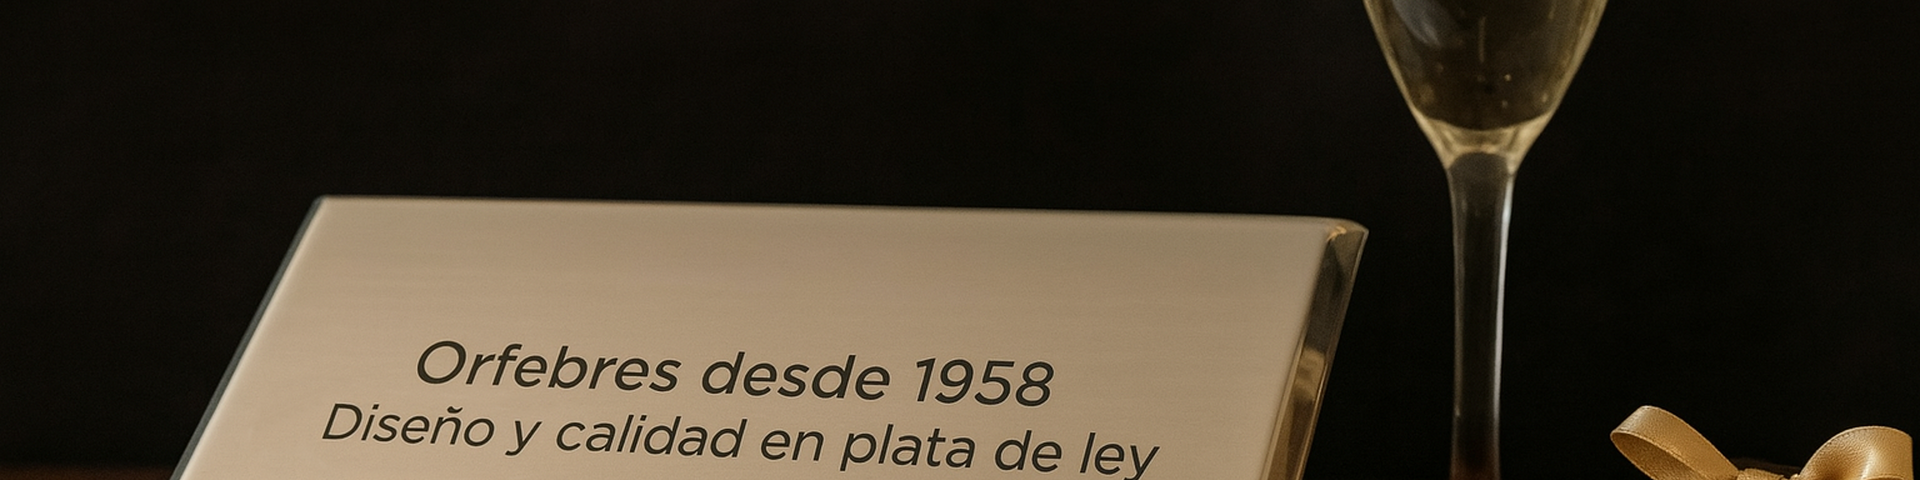 Orfebres desde 1958
Diseño y calidad en plata de ley